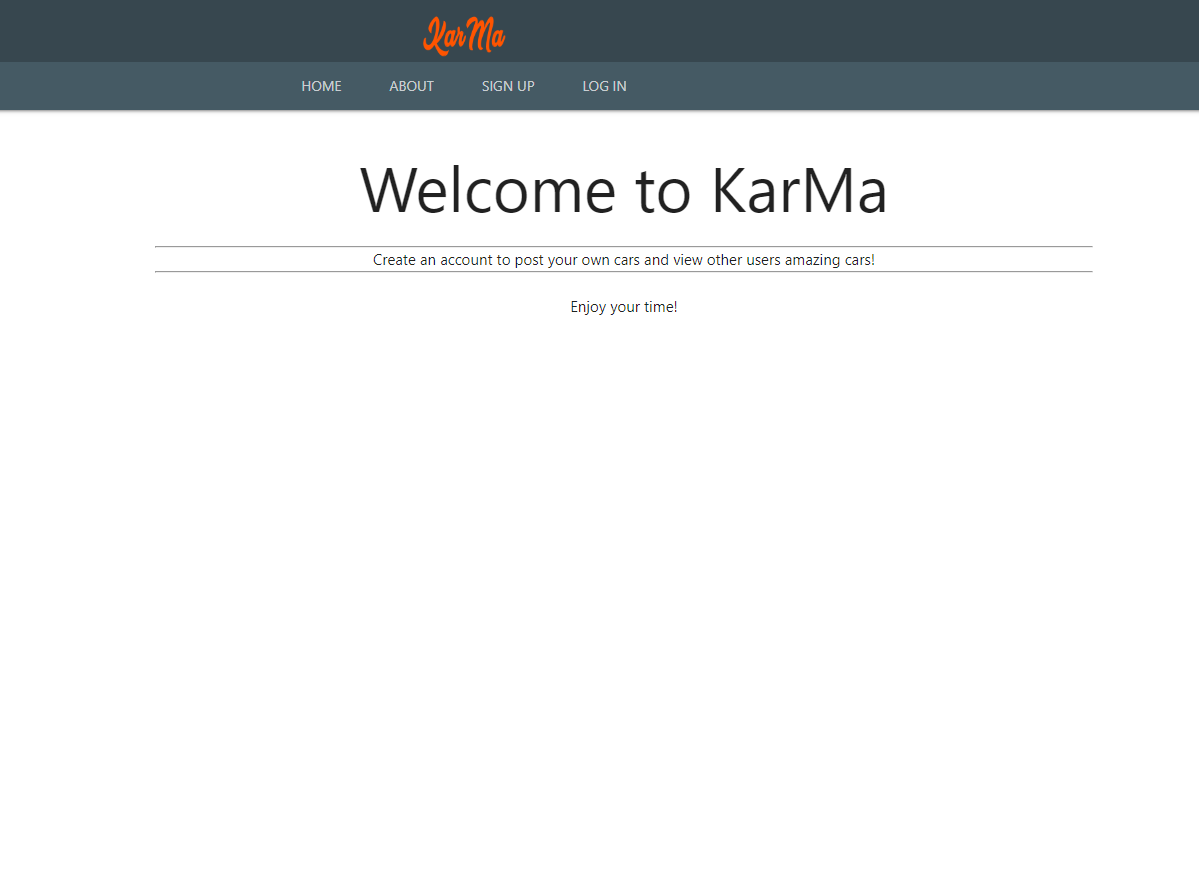 KarMa
HOME ABOUT SIGN UP LOG IN
Welcome to KarMa
Create an account to post your own cars and view other users amazing cars!
Enjoy your time!